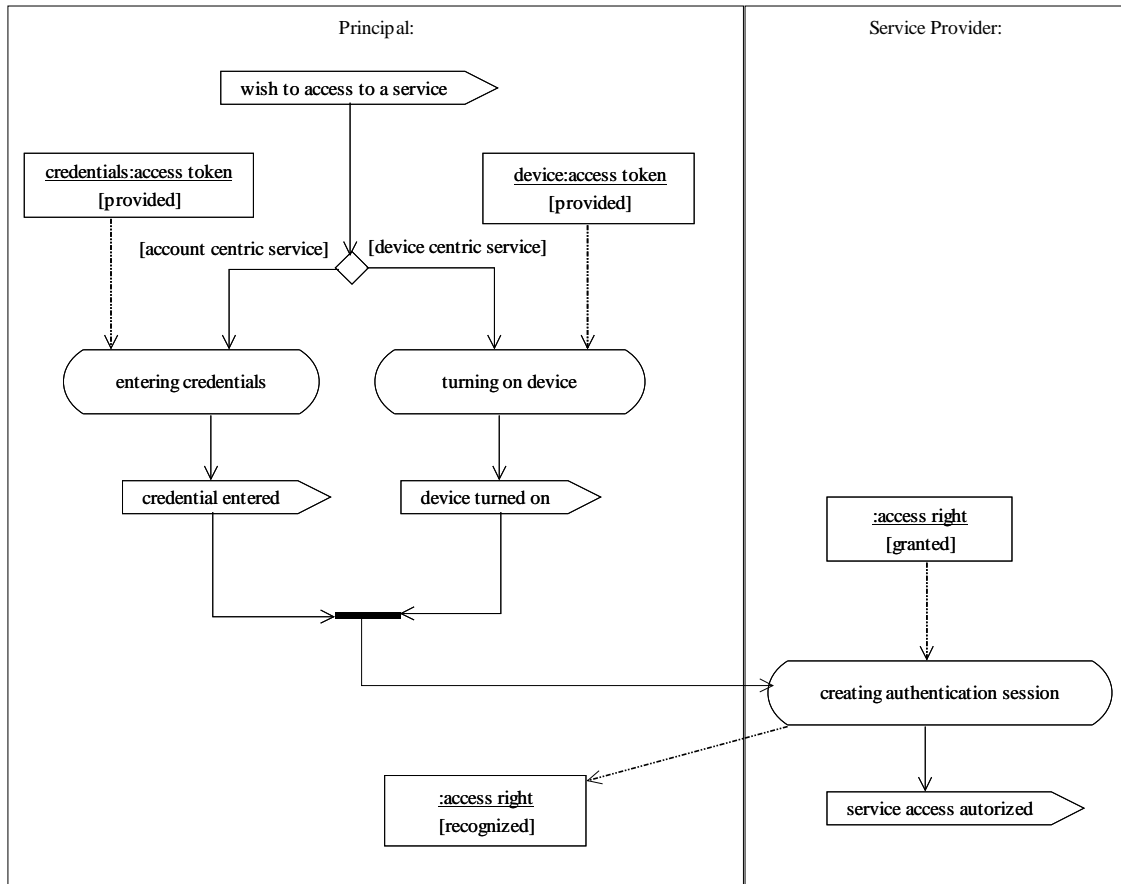 Principal:
Service Provider:
wish to access to a service
credentials:access token
[provided]
device:access token
[provided]
[account centric service]
[device centric service]
entering credentials
turning on device
credential entered
device turned on
:access right
[granted]
creating authentication session
:access right
[recognized]
service access autorized